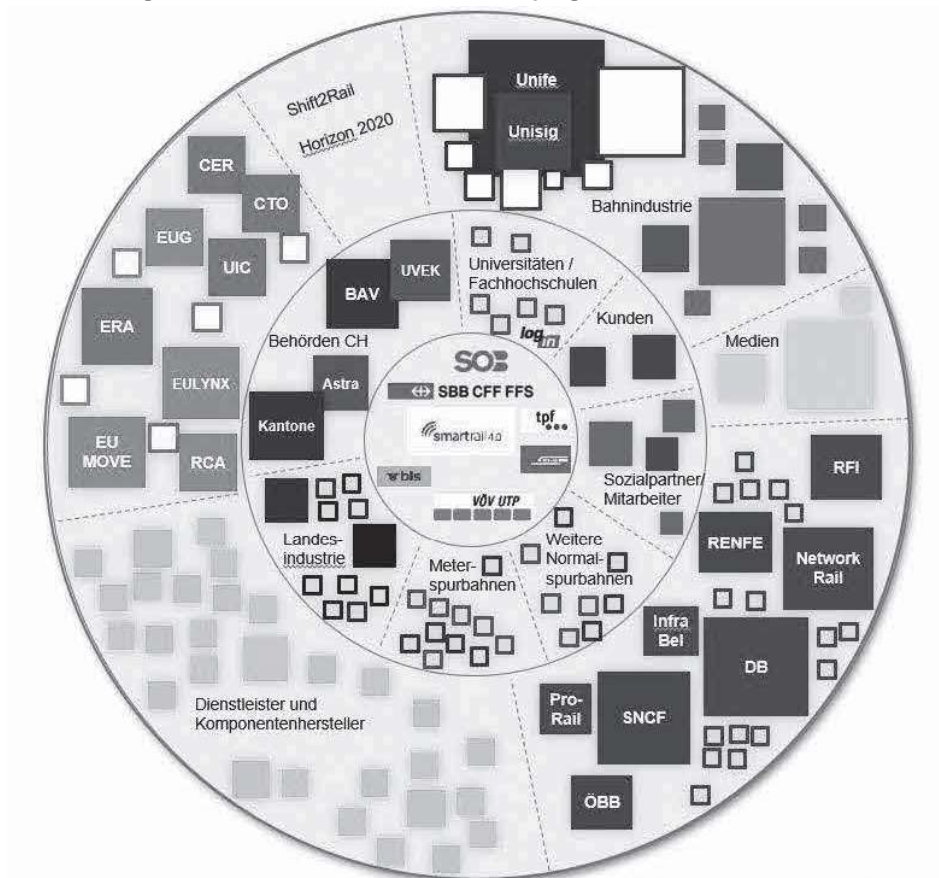 Shift2Rail
Horizon 2020
Unife
Unisig
Bahnindustrie
CER
CTO
EUG
UIC
ERA
EULYNX
EU
MOVE
RCA
BAV
UVEK
Behörden CH
Astra
Kantone
Universitäten /
Fachhochschulen
log
in
Kunden
Medien
SOB
SBB CFF FFS
smartrail 4.0
tpf
bls
VÖV UTP
Sozialpartner/
Mitarbeiter
Landes-
industrie
Meter-
spurbahnen
Weitere
Normal-
spurbahnen
RFI
RENFE
Network
Rail
Infra
Bel
DB
Pro-
Rail
SNCF
ÖBB
Dienstleister und
Komponentenhersteller